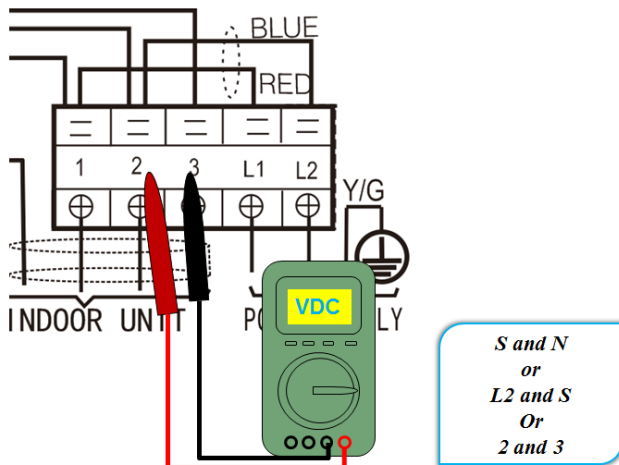 BLUE
RED
1 2 3 L1 L2
Y/G
INDOOR UNIT
VDC
S and N
or
L2 and S
Or
2 and 3